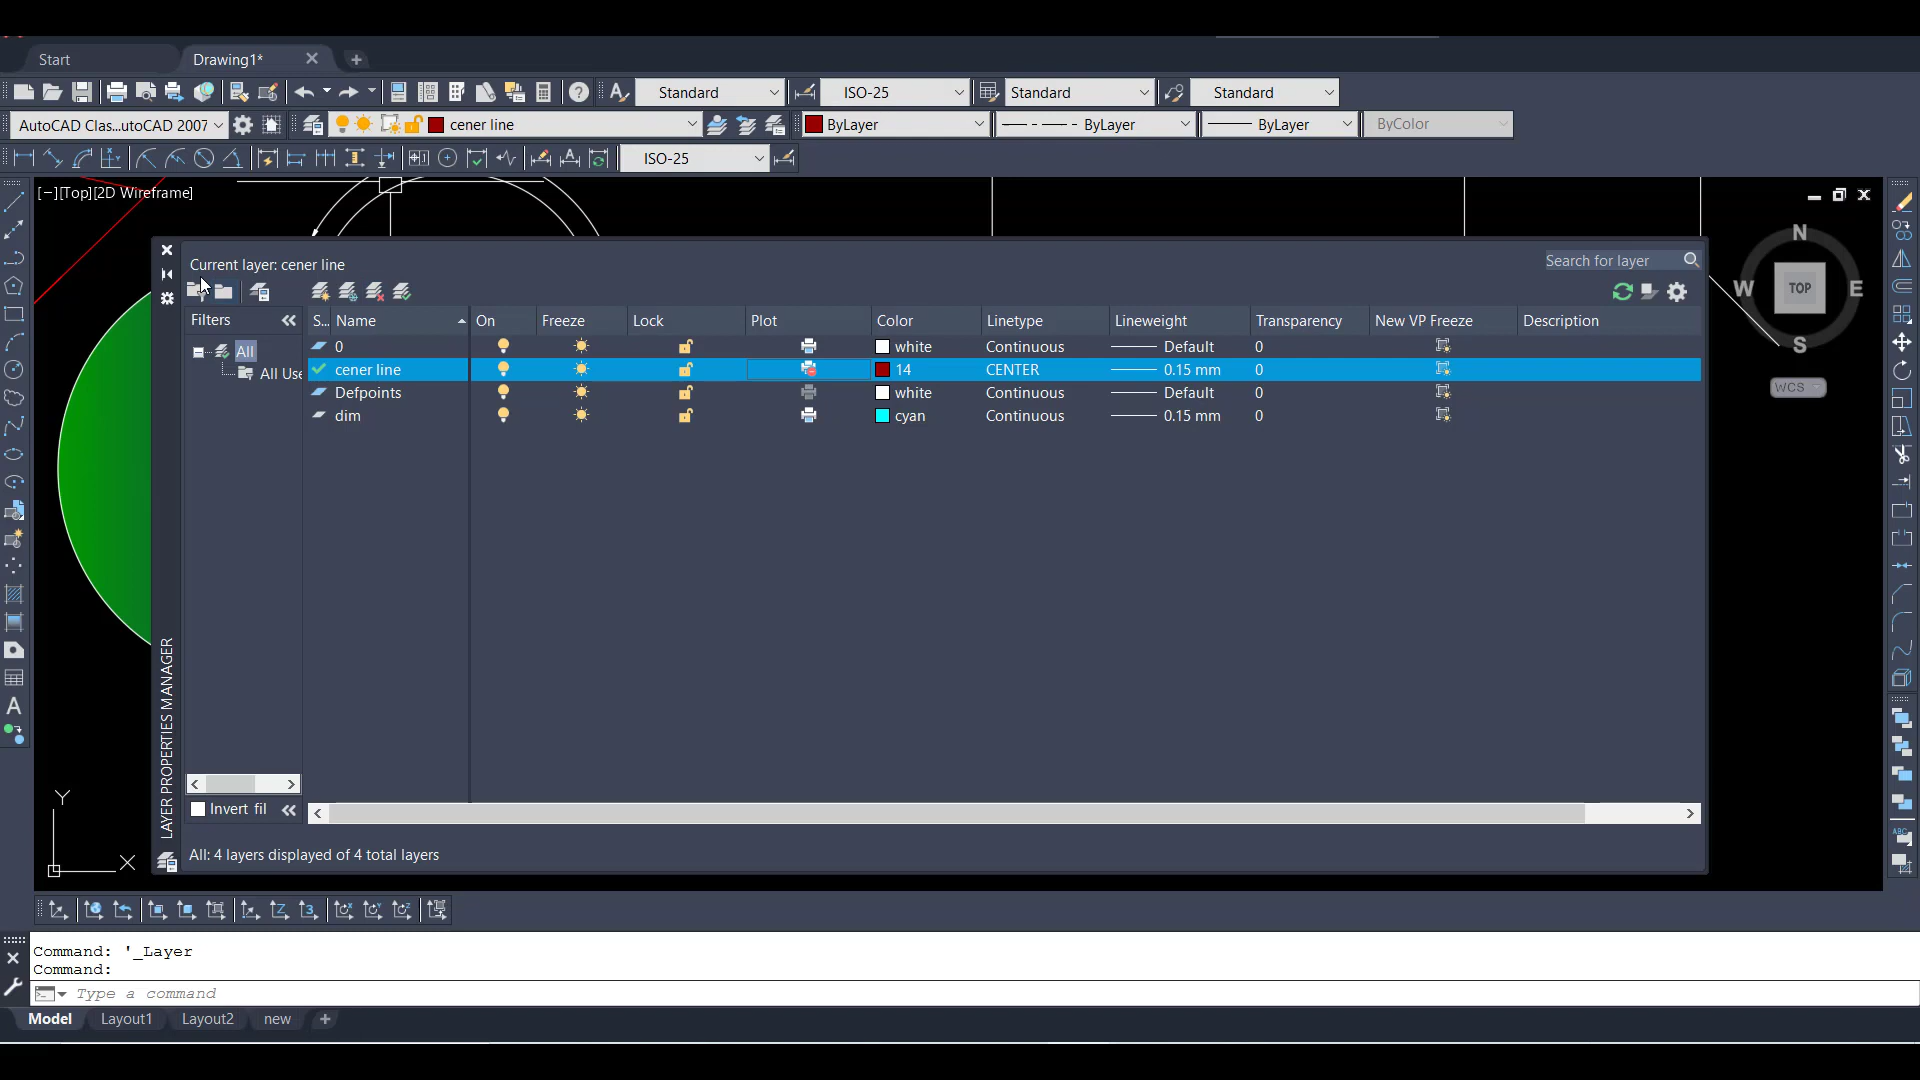 Start
Drawing1*
Standard
ISO-25
Standard
Standard
AutoCAD Clas...utoCAD 2007
cener line
ByLayer
ByLayer
ByLayer
ByColor
ISO-25
[−][Top][2D Wireframe]
N
W
TOP
E
S
WCS
Current layer: cener line
Search for layer
Filters
S... Name On Freeze Lock Plot Color Linetype Lineweight Transparency New VP Freeze Description
All
All Use
0 white Continuous Default 0
cener line 14 CENTER 0.15 mm 0
Defpoints white Continuous Default 0
dim cyan Continuous 0.15 mm 0
Invert fil
LAYER PROPERTIES MANAGER
All: 4 layers displayed of 4 total layers
Y
X
Z
3
A
ABC
Command: '_Layer
Command:
Type a command
Model Layout1 Layout2 new